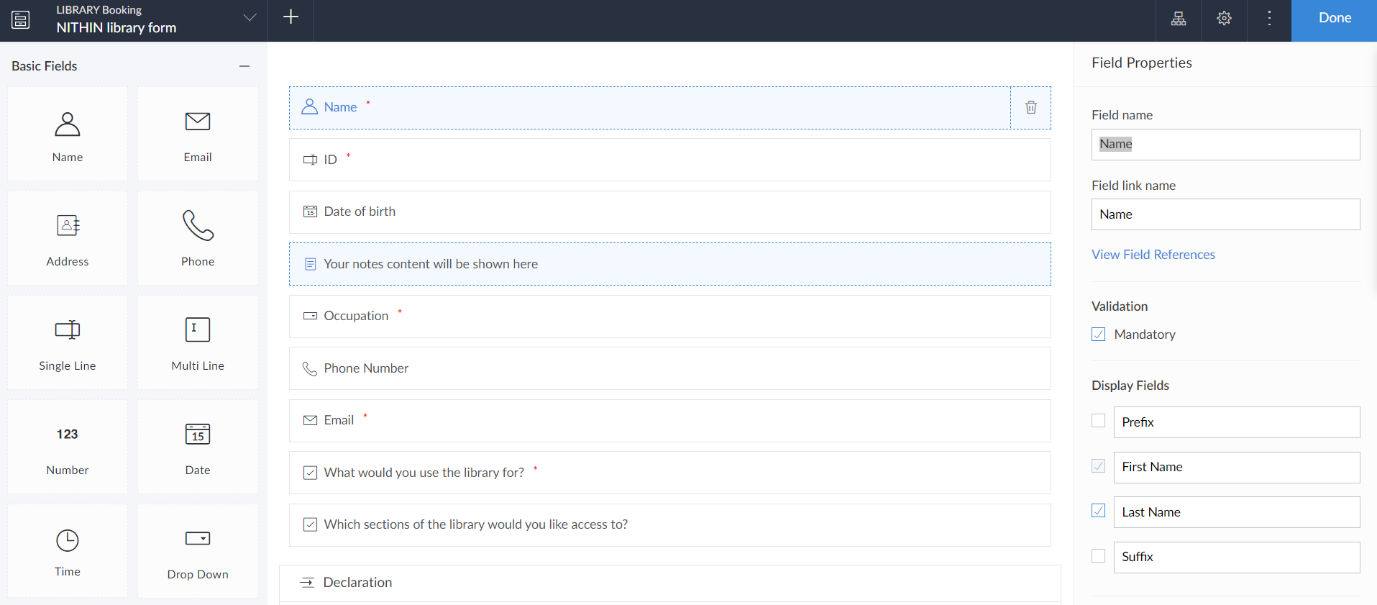 LIBRARY Booking
NITHIN library form
Done
Basic Fields
Name
Email
Address
Phone
Single Line
Multi Line
123
Number
15
Date
Time
Drop Down
Name *
ID *
15 Date of birth
Your notes content will be shown here
Occupation *
Phone Number
Email *
What would you use the library for? *
Which sections of the library would you like access to?
Declaration
Field Properties
Field name
Name
Field link name
Name
View Field References
Validation
Mandatory
Display Fields
Prefix
First Name
Last Name
Suffix